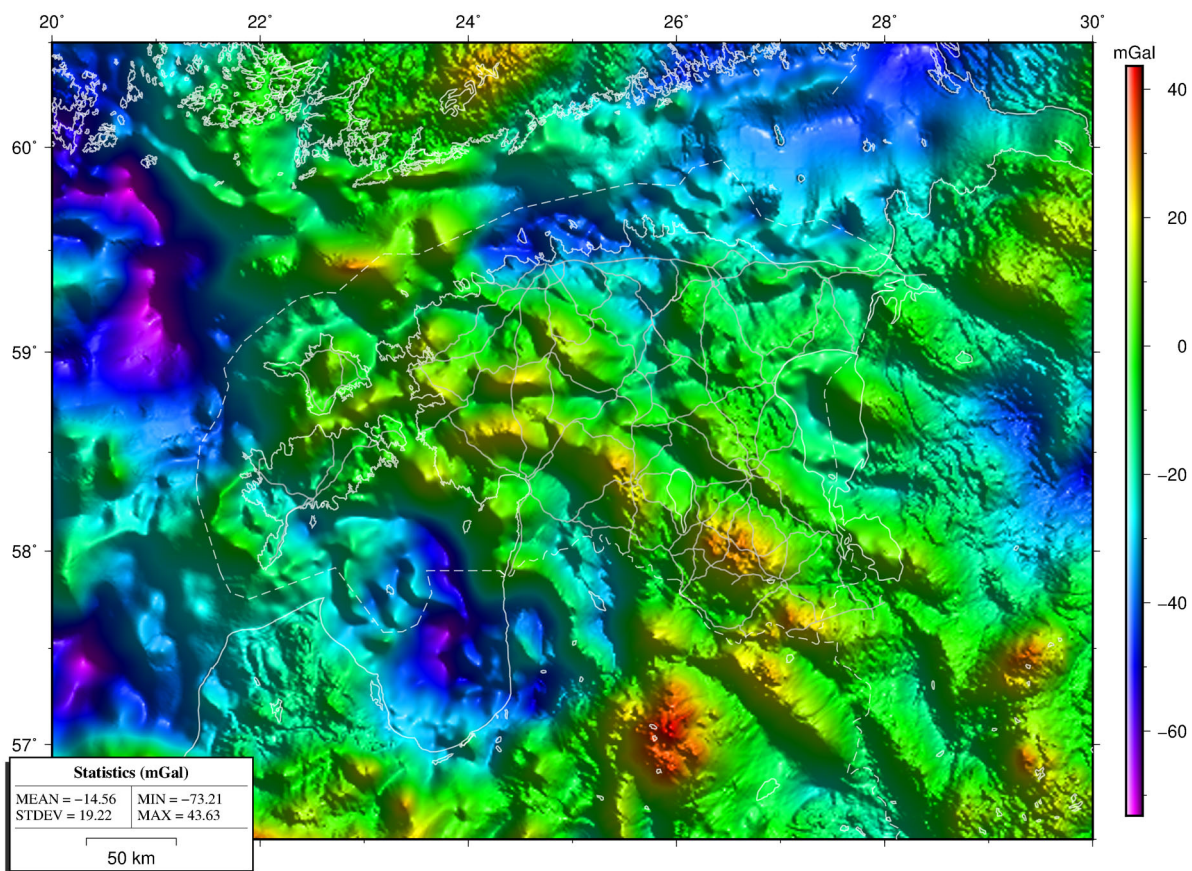 20˚ 22˚ 24˚ 26˚ 28˚ 30˚
mGal
40
60˚
20
0
59˚
−20
58˚
−40
57˚
−60
Statistics (mGal)
MEAN = −14.56 MIN = −73.21
STDEV = 19.22 MAX = 43.63
50 km